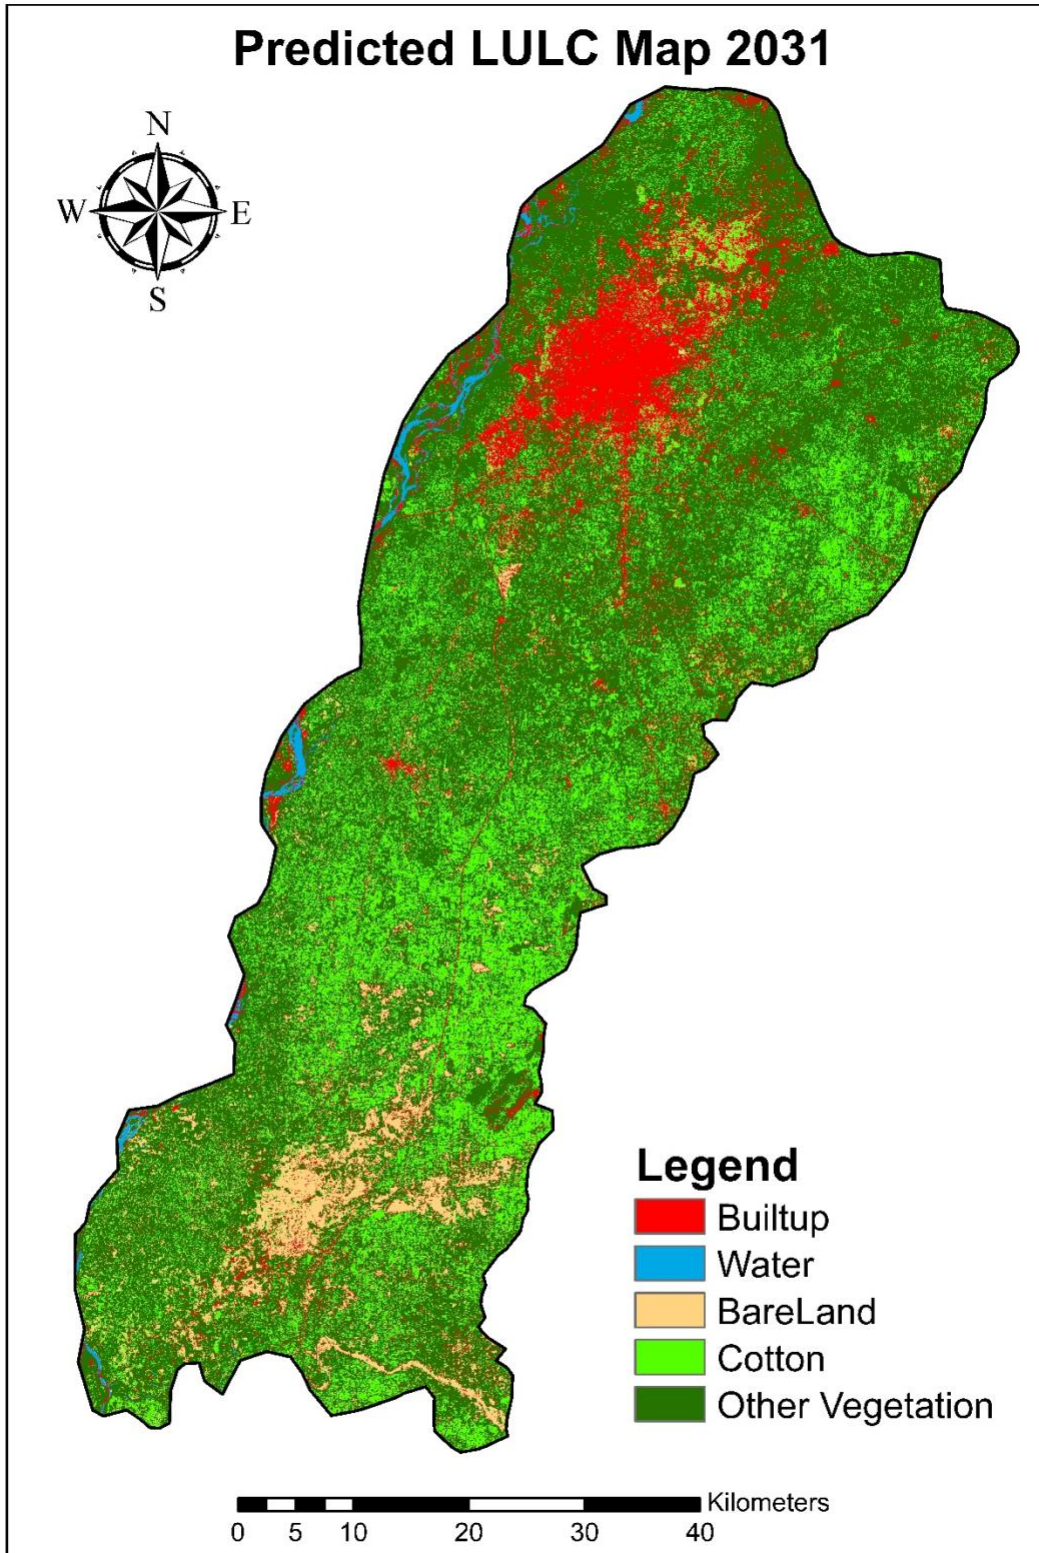 Predicted LULC Map 2031
N
W E
S
Legend
Builtup
Water
BareLand
Cotton
Other Vegetation
Kilometers
0 5 10 20 30 40